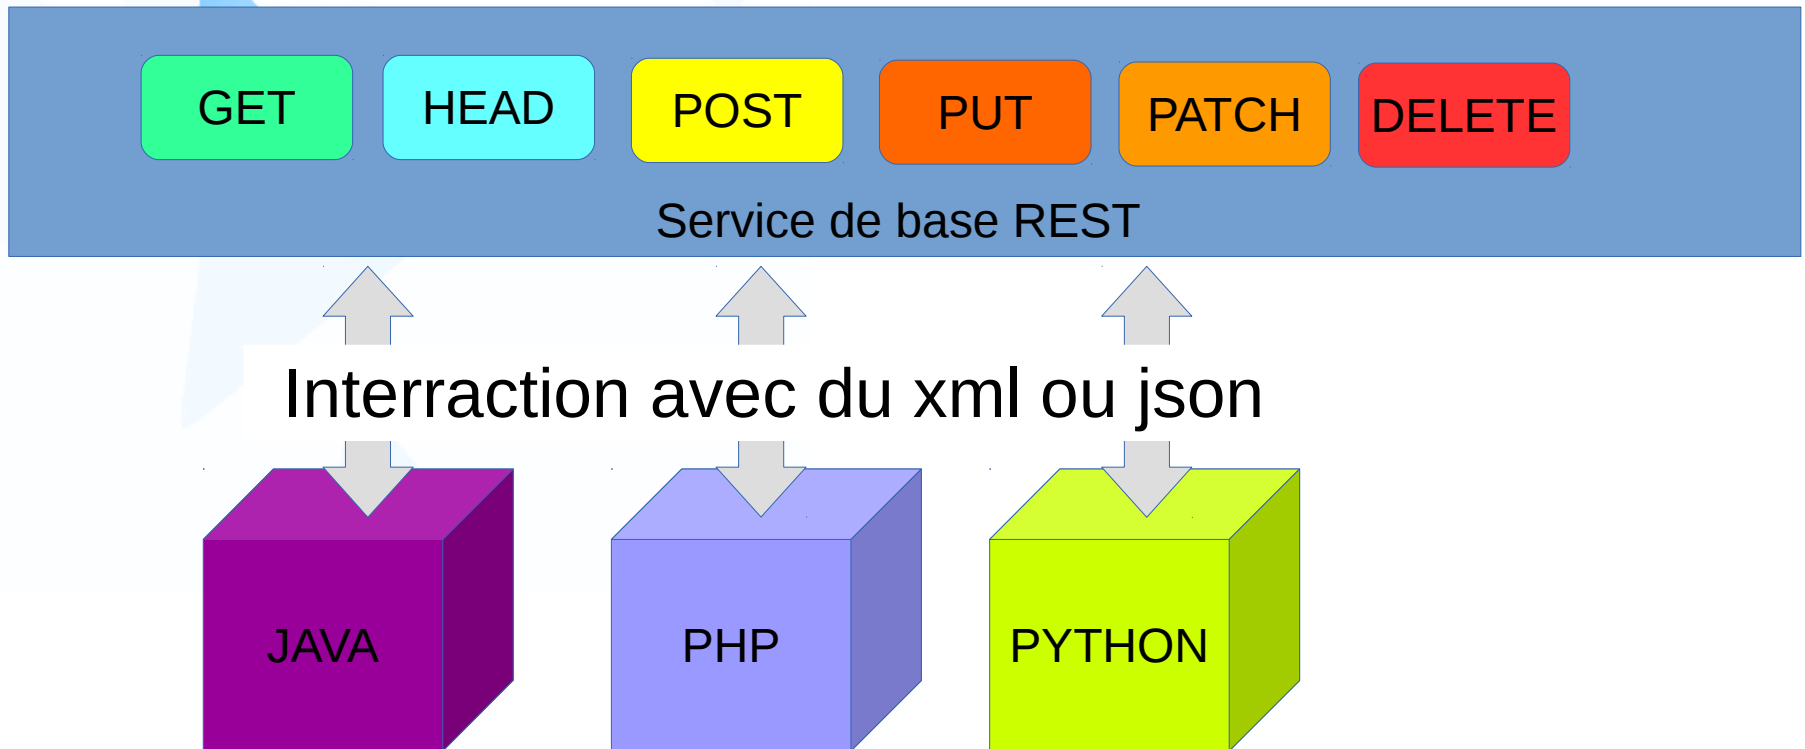 GET HEAD POST PUT PATCH DELETE
Service de base REST
Interraction avec du xml ou json
JAVA PHP PYTHON